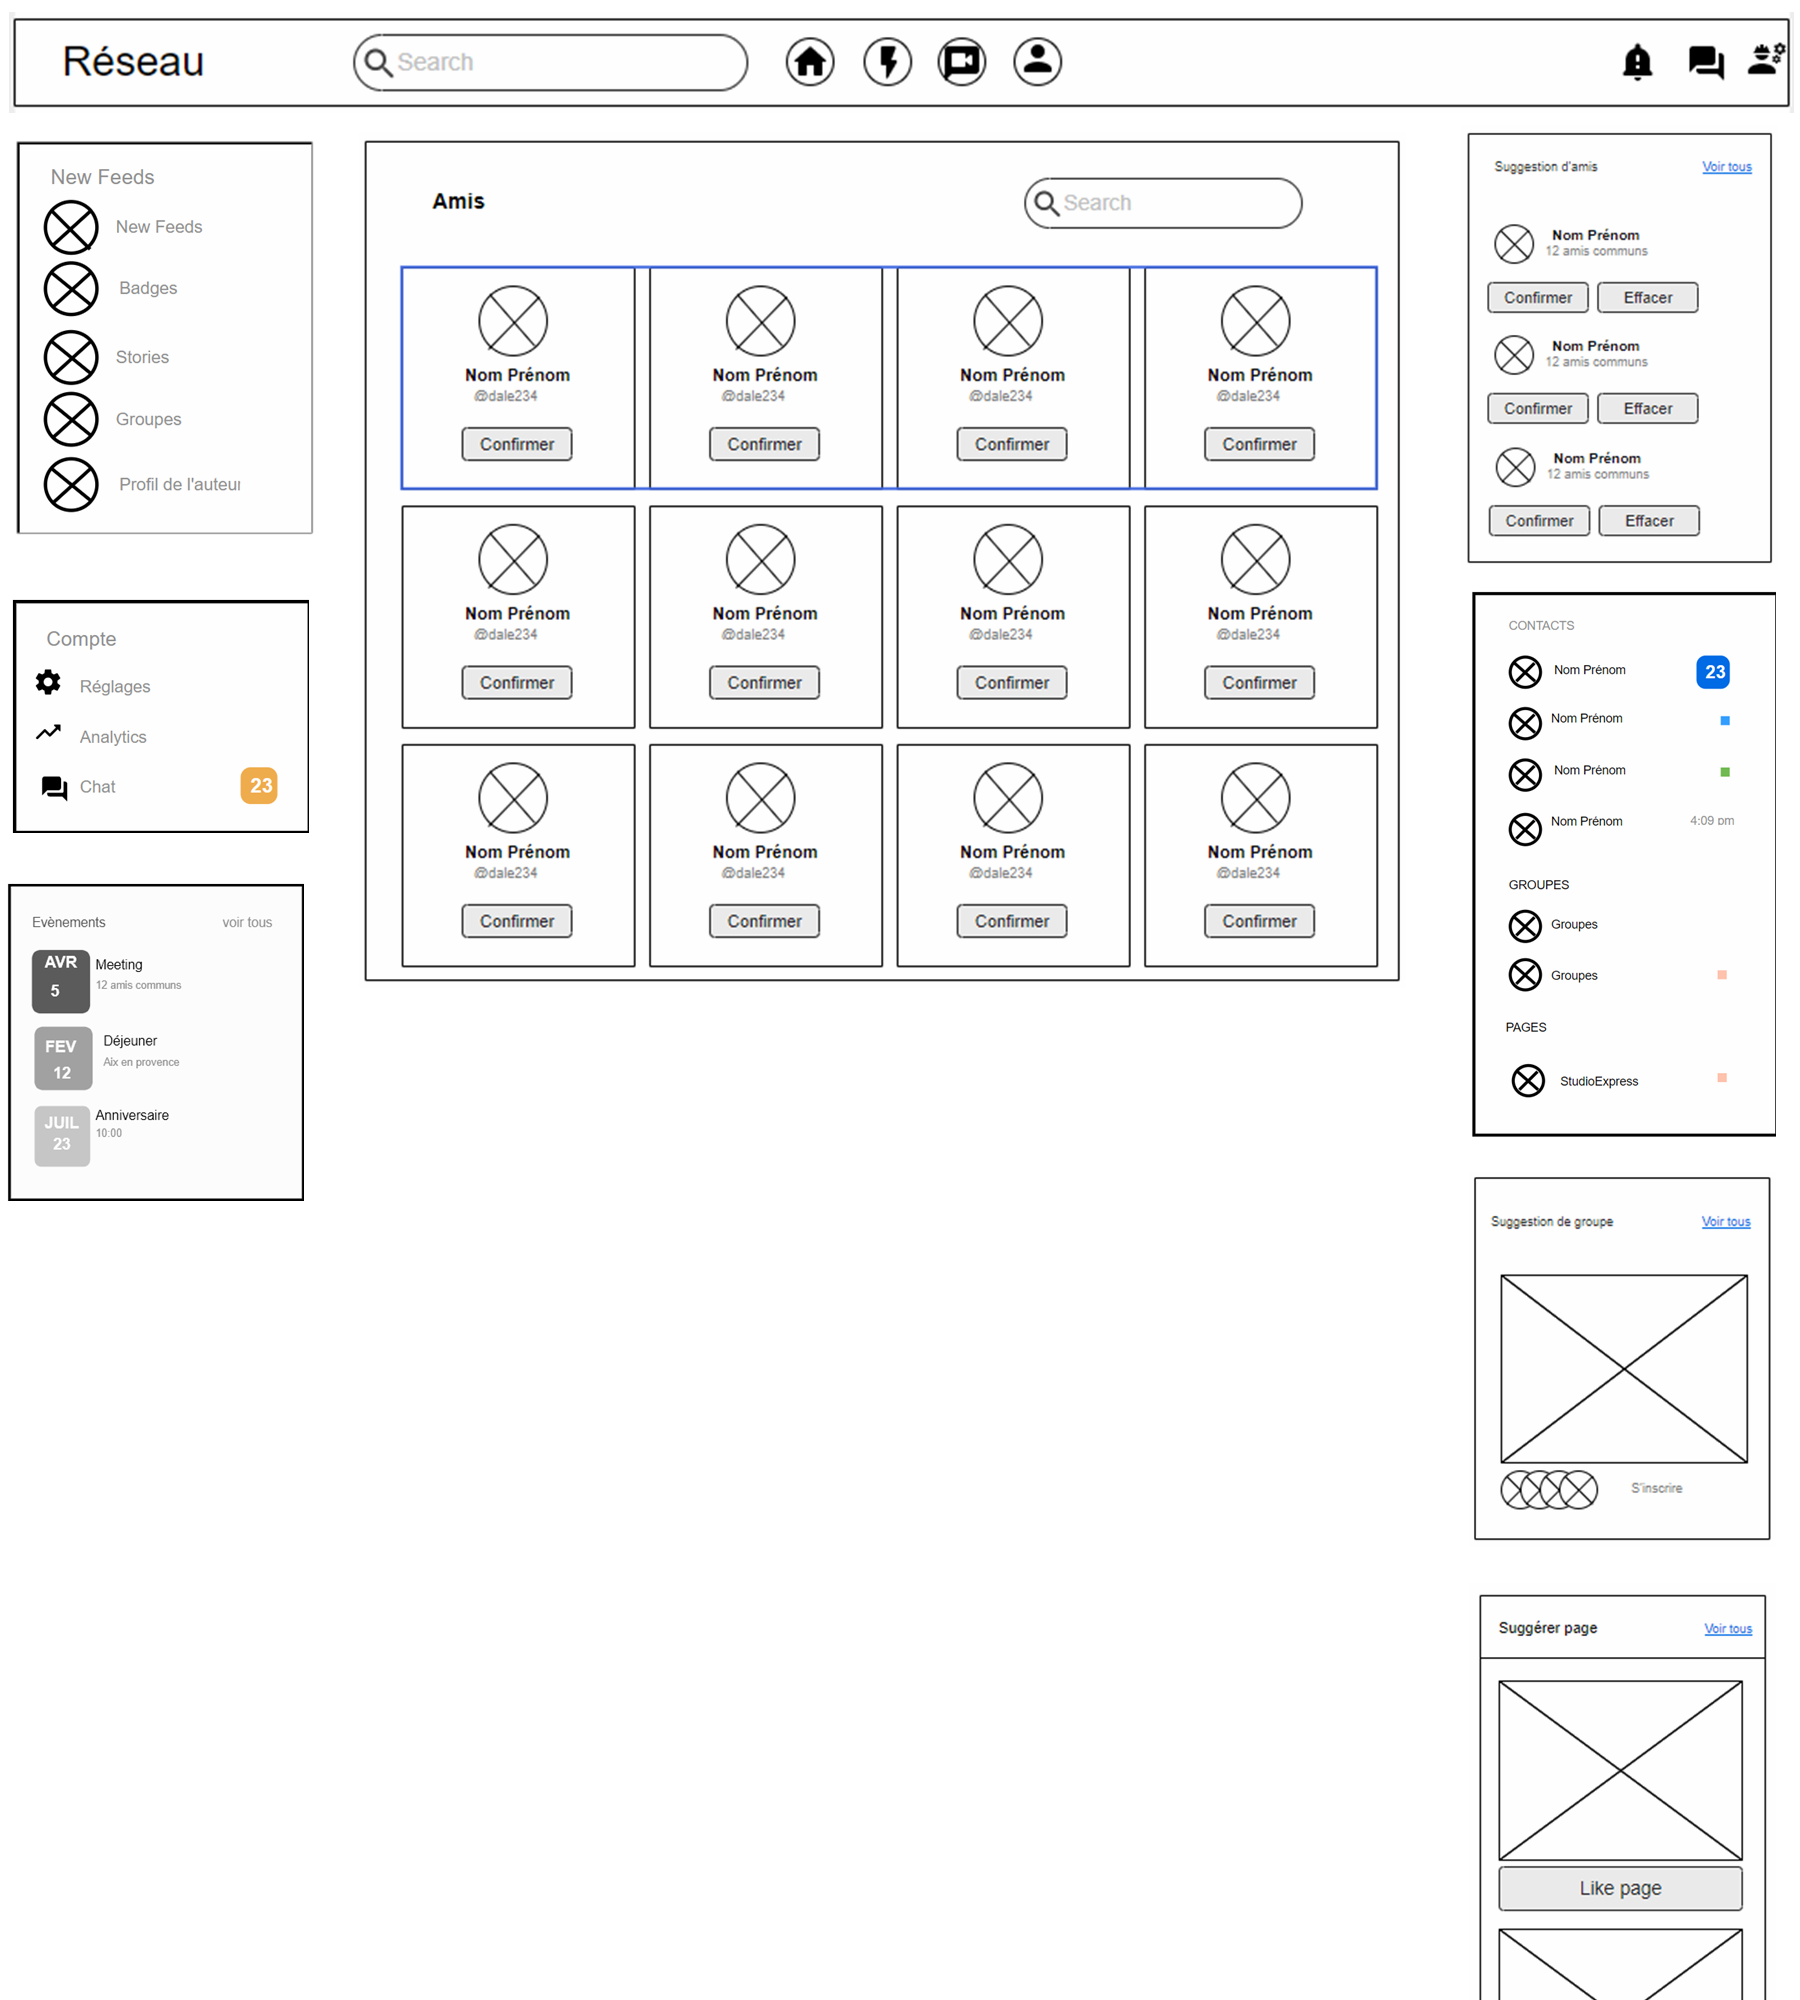 Réseau
Search
New Feeds
New Feeds
Badges
Stories
Groupes
Profil de l'auteur
Compte
Réglages
Analytics
Chat 23
Evènements voir tous
AVR
5
Meeting
12 amis communs
FEV
12
Déjeuner
Aix en provence
JUIL
23
Anniversaire
10:00
Amis
Search
Nom Prénom Nom Prénom Nom Prénom Nom Prénom
@dale234 @dale234 @dale234 @dale234
Confirmer Confirmer Confirmer Confirmer
Nom Prénom Nom Prénom Nom Prénom Nom Prénom
@dale234 @dale234 @dale234 @dale234
Confirmer Confirmer Confirmer Confirmer
Nom Prénom Nom Prénom Nom Prénom Nom Prénom
@dale234 @dale234 @dale234 @dale234
Confirmer Confirmer Confirmer Confirmer
Suggestion d'amis Voir tous
Nom Prénom
12 amis communs
Confirmer Effacer
Nom Prénom
12 amis communs
Confirmer Effacer
Nom Prénom
12 amis communs
Confirmer Effacer
CONTACTS
Nom Prénom 23
Nom Prénom
Nom Prénom
Nom Prénom 4:09 pm
GROUPES
Groupes
Groupes
PAGES
StudioExpress
Suggestion de groupe Voir tous
S'inscrire
Suggérer page Voir tous
Like page